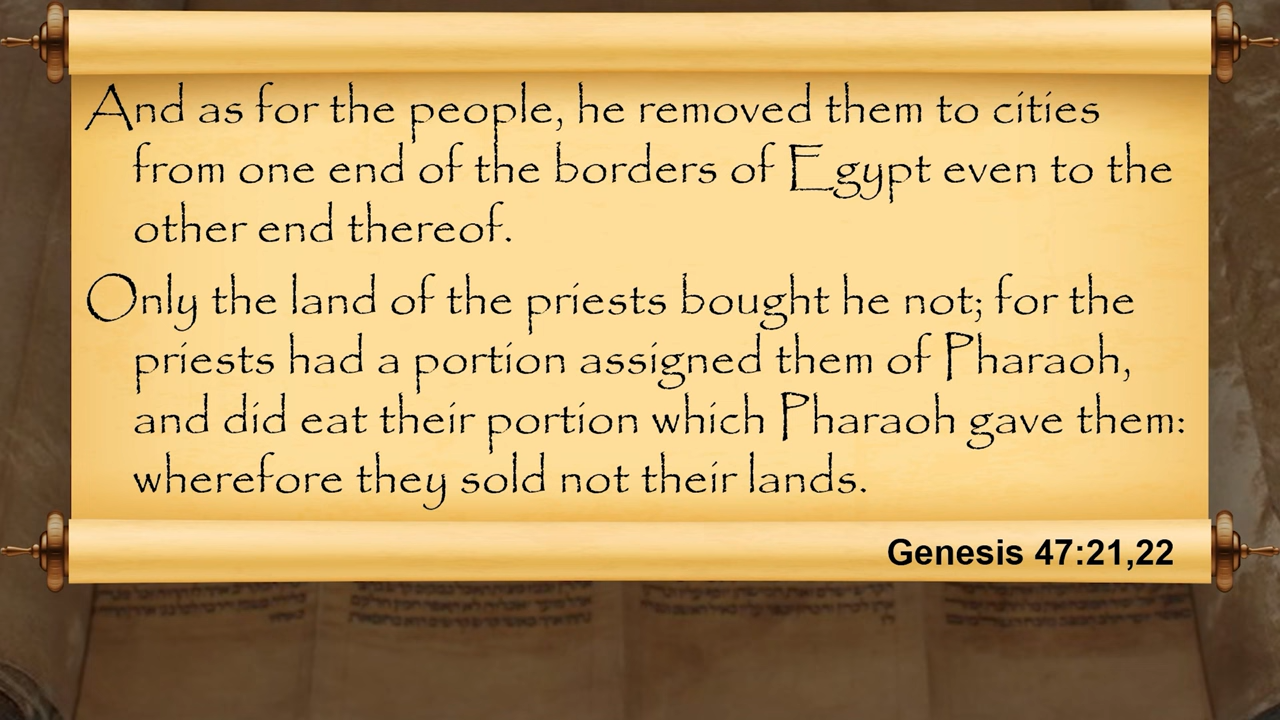 And as for the people, he removed them to cities
from one end of the borders of Egypt even to the
other end thereof.
Only the land of the priests bought he not; for the
priests had a portion assigned them of Pharaoh,
and did eat their portion which Pharaoh gave them:
wherefore they sold not their lands.
Genesis 47:21,22